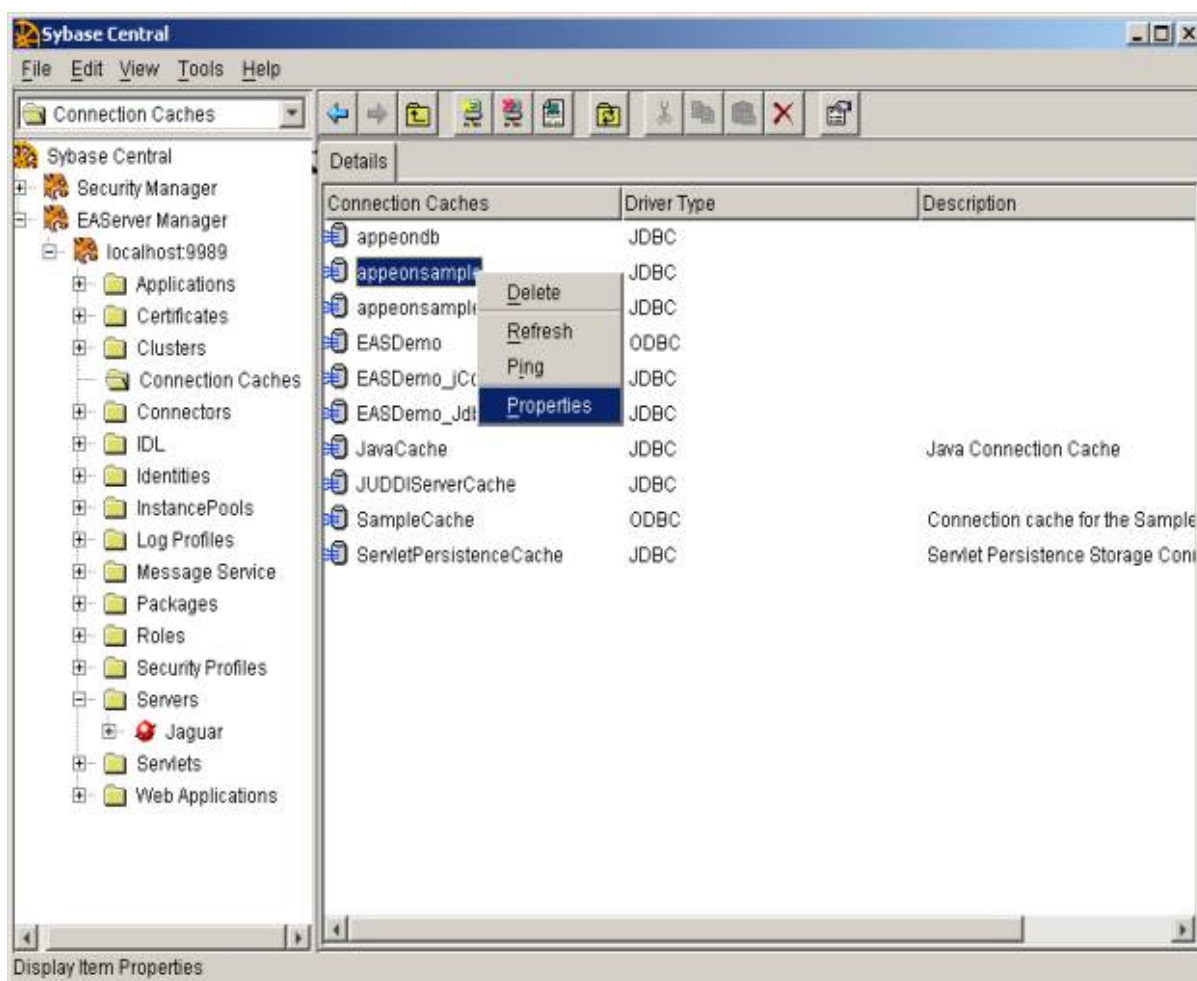 Sybase Central
File Edit View Tools Help
Connection Caches
Sybase Central
Security Manager
EAServer Manager
localhost:9989
Applications
Certificates
Clusters
Connection Caches
Connectors
IDL
Identities
InstancePools
Log Profiles
Message Service
Packages
Roles
Security Profiles
Servers
Jaguar
Servlets
Web Applications
Details
Connection Caches Driver Type Description
appeondb JDBC
appeonsample JDBC
appeonsample JDBC
EASDemo ODBC
EASDemo_jCo JDBC
EASDemo_Jdb JDBC
JavaCache JDBC Java Connection Cache
JUDDIServerCache JDBC
SampleCache ODBC Connection cache for the Sample
ServletPersistenceCache JDBC Servlet Persistence Storage Conn
Delete
Refresh
Ping
Properties
Display Item Properties